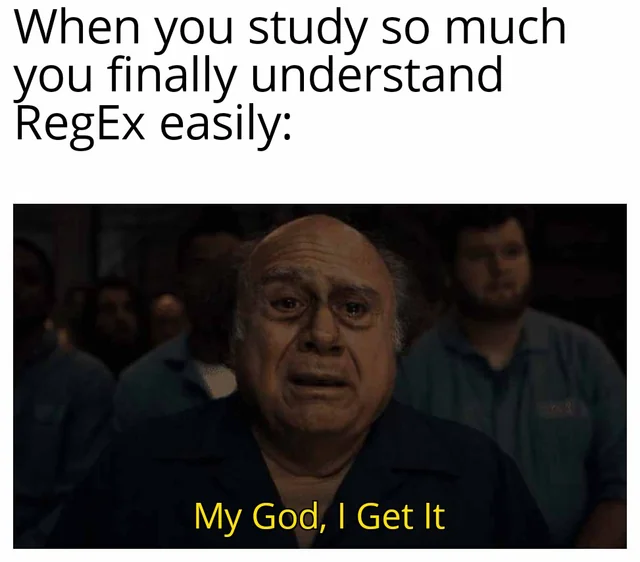 When you study so much
you finally understand
RegEx easily:
My God, I Get It